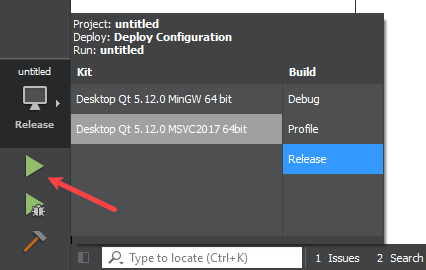 Project: untitled
Deploy: Deploy Configuration
Run: untitled
Kit Build
untitled
Desktop Qt 5.12.0 MinGW 64 bit Debug
Release
Desktop Qt 5.12.0 MSVC2017 64bit Profile
Release
Type to locate (Ctrl+K) 1 Issues 2 Search